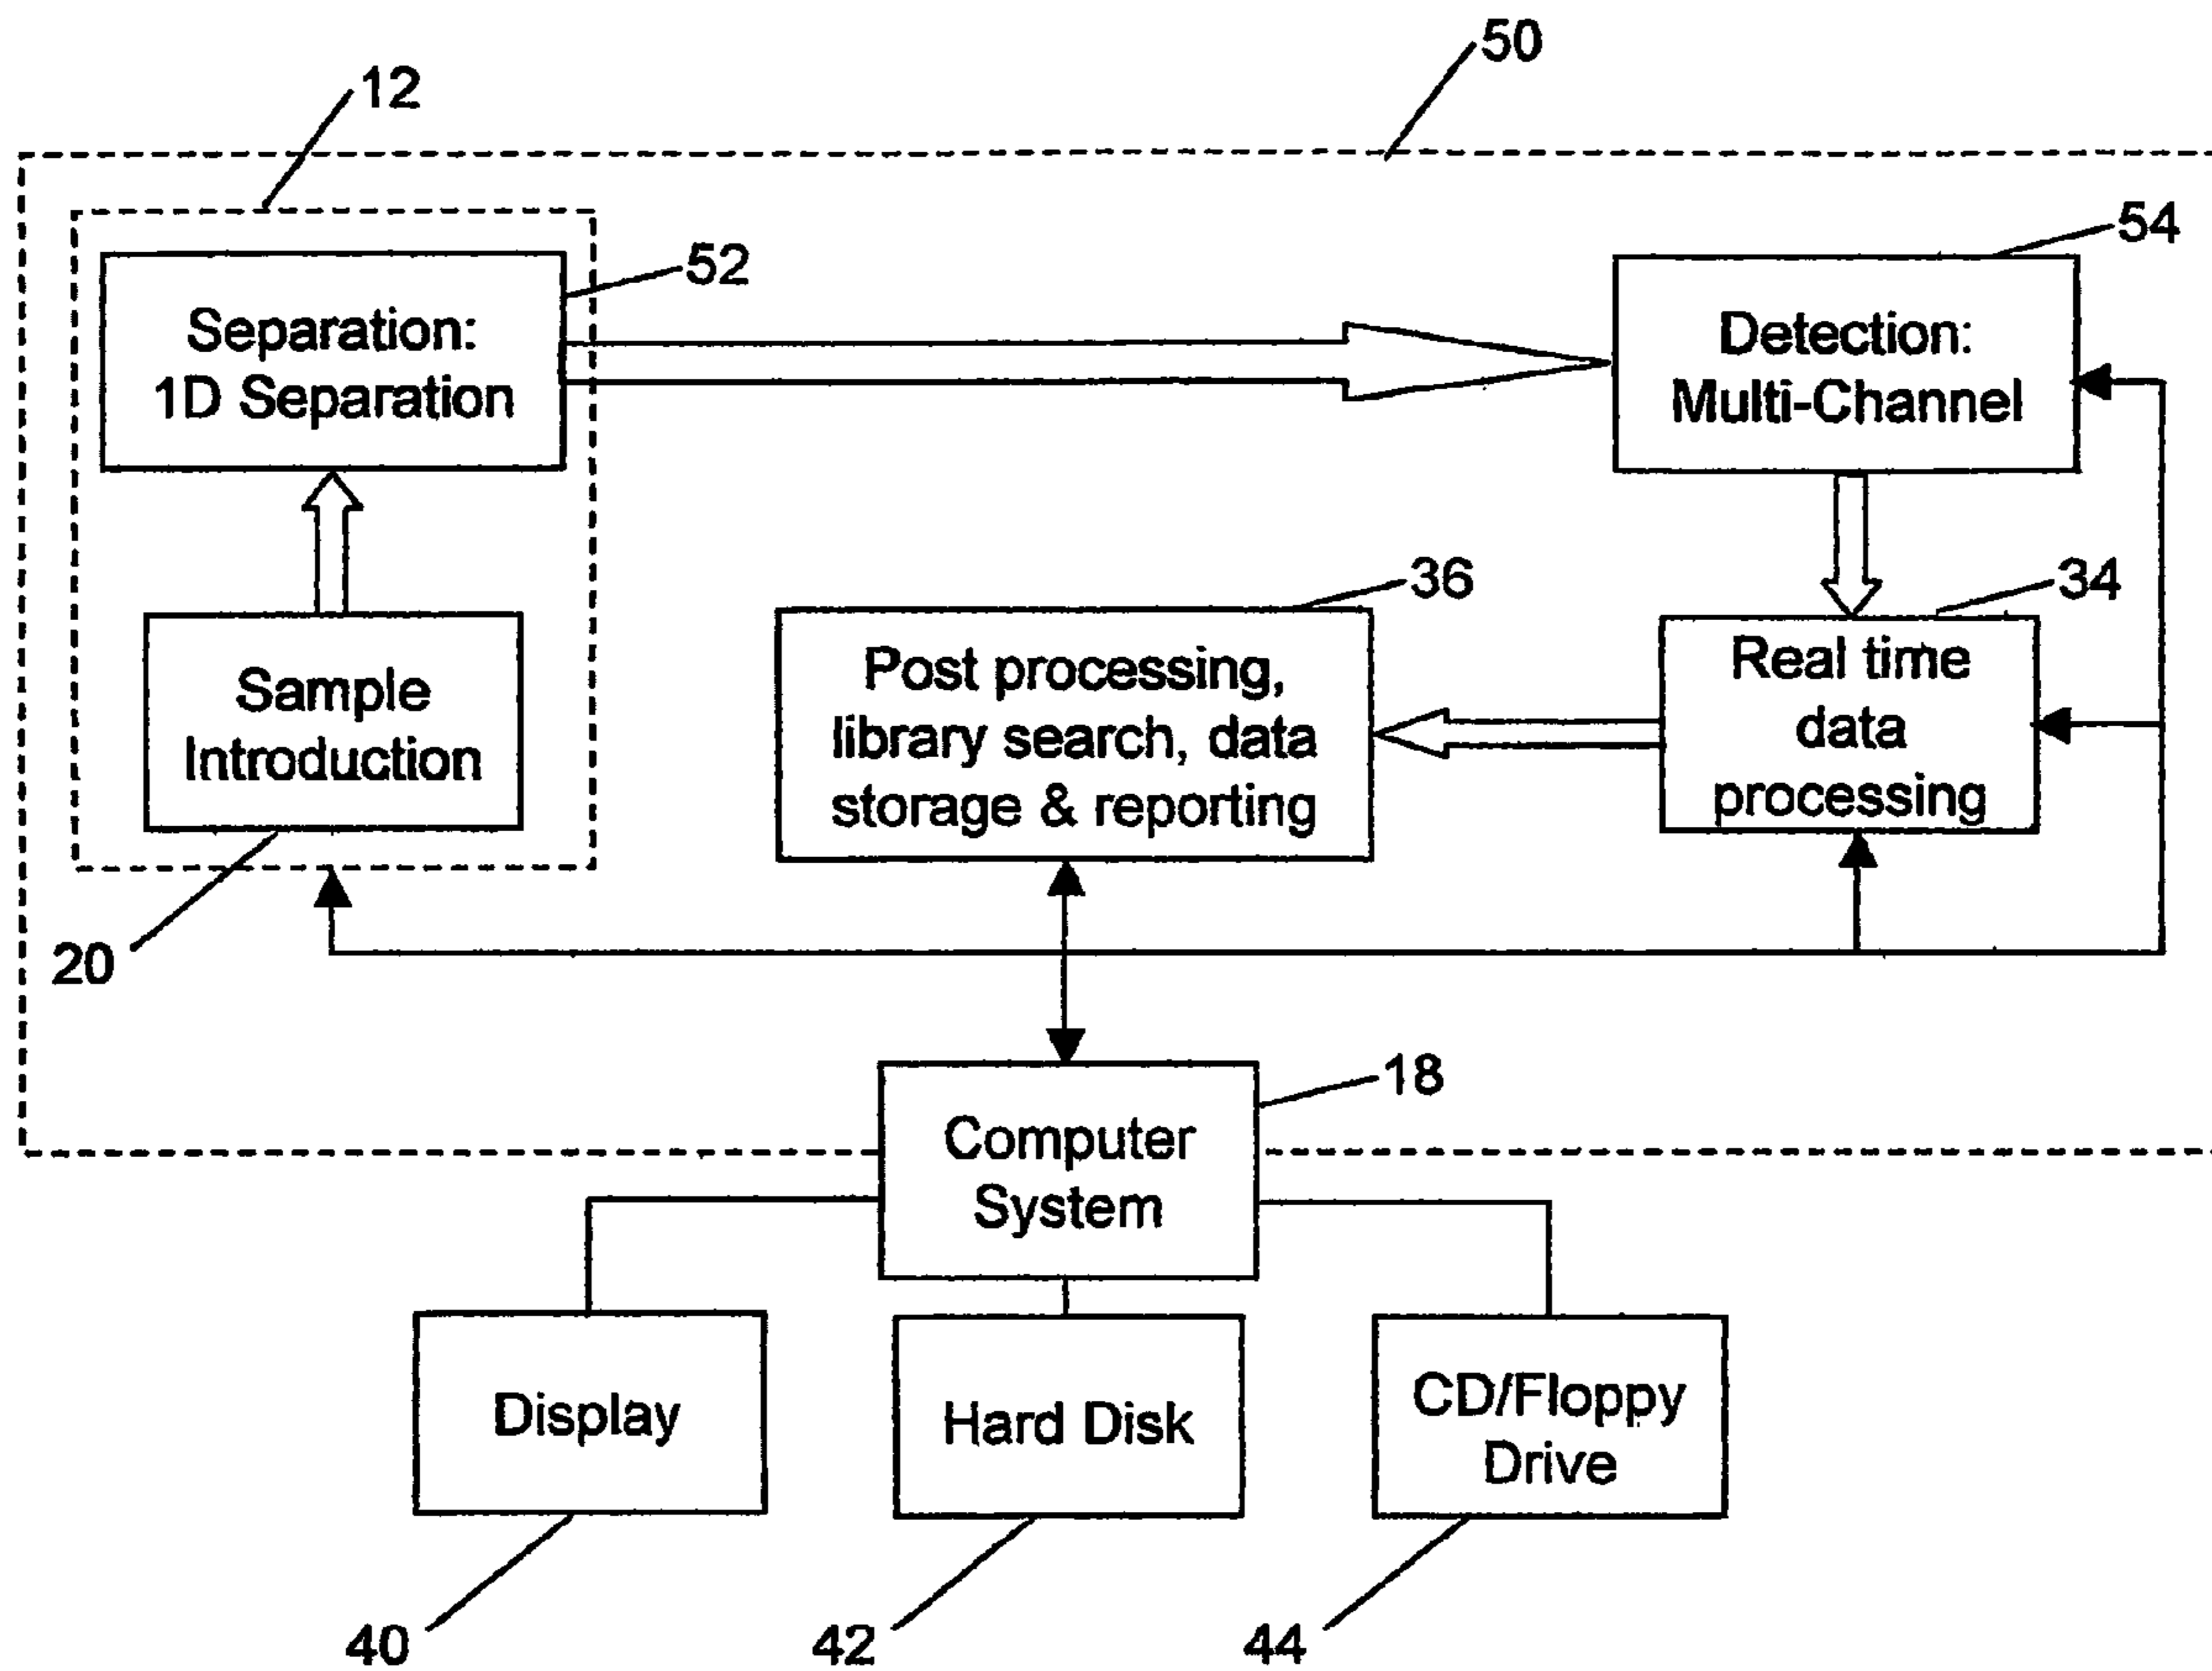 50
12
52
54
Separation:
1D Separation
Detection:
Multi-Channel
36
34
Sample
Introduction
Post processing,
library search, data
storage & reporting
Real time
data
processing
20
18
Computer
System
Display
Hard Disk
CD/Floppy
Drive
40
42
44